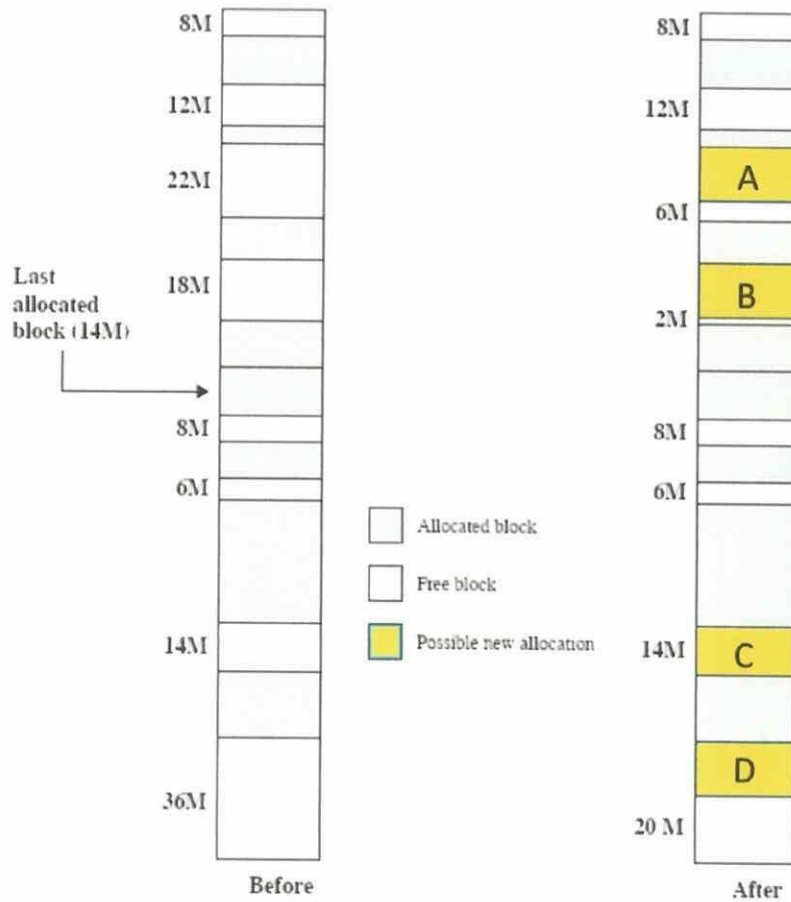 8M
12M
22M
18M
Last
allocated
block (14M)
8M
6M
14M
36M
Before
Allocated block
Free block
Possible new allocation
8M
12M
A
6M
B
2M
8M
6M
14M
C
D
20 M
After